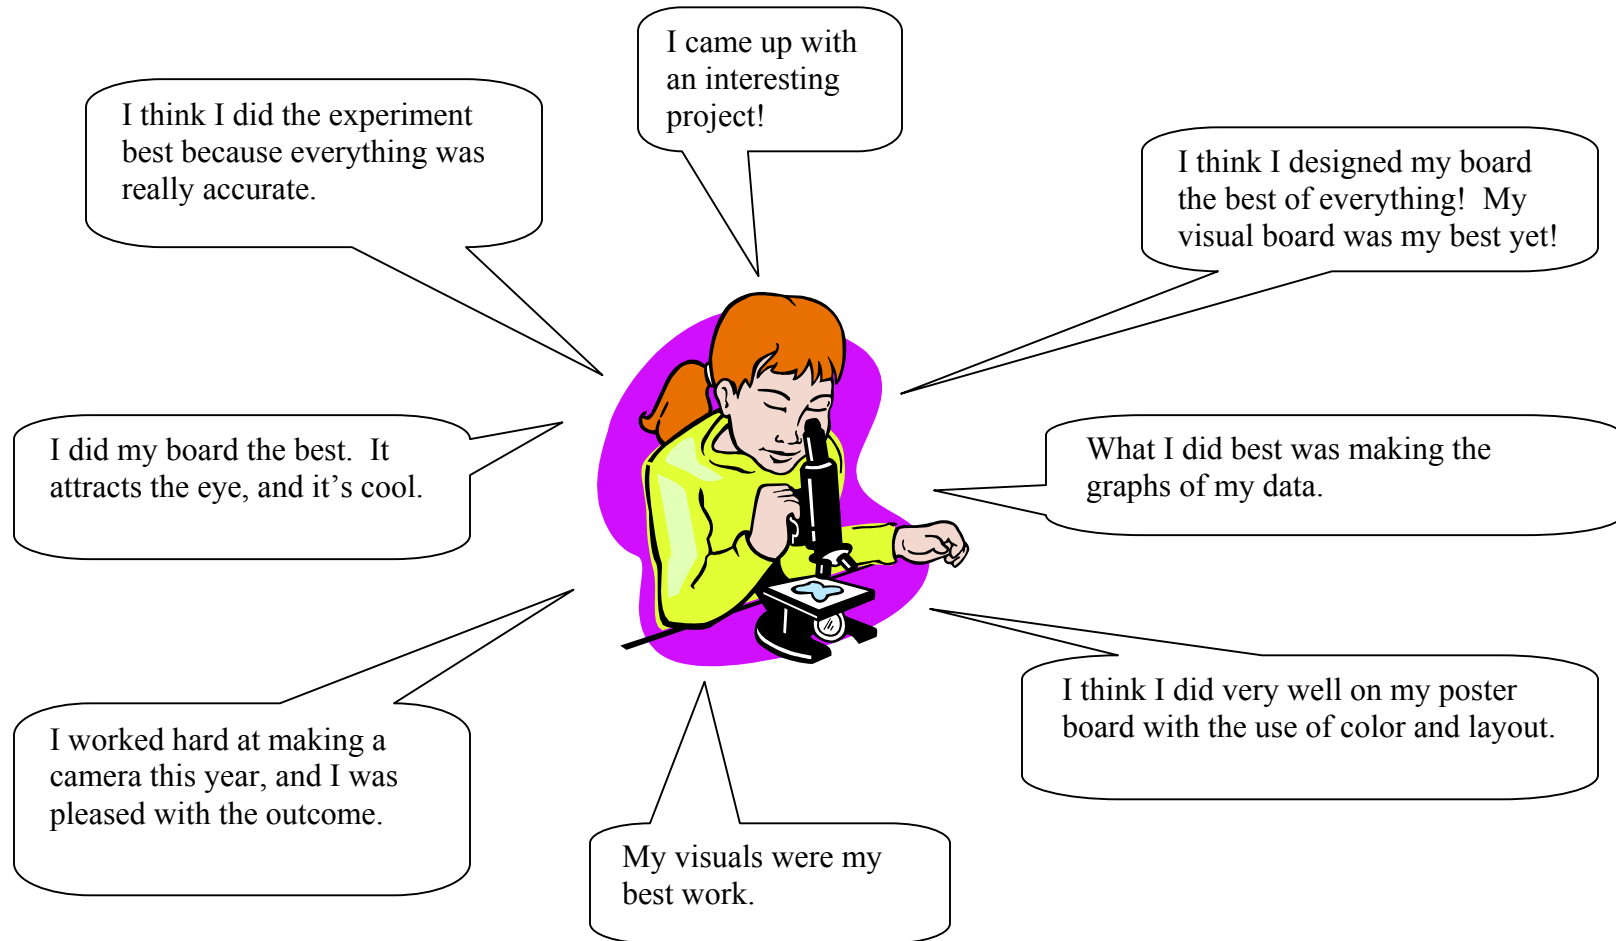 I came up with
an interesting
project!
I think I did the experiment
best because everything was
really accurate.
I think I designed my board
the best of everything!  My
visual board was my best yet!
I did my board the best.  It
attracts the eye, and it’s cool.
What I did best was making the
graphs of my data.
I worked hard at making a
camera this year, and I was
pleased with the outcome.
I think I did very well on my poster
board with the use of color and layout.
My visuals were my
best work.